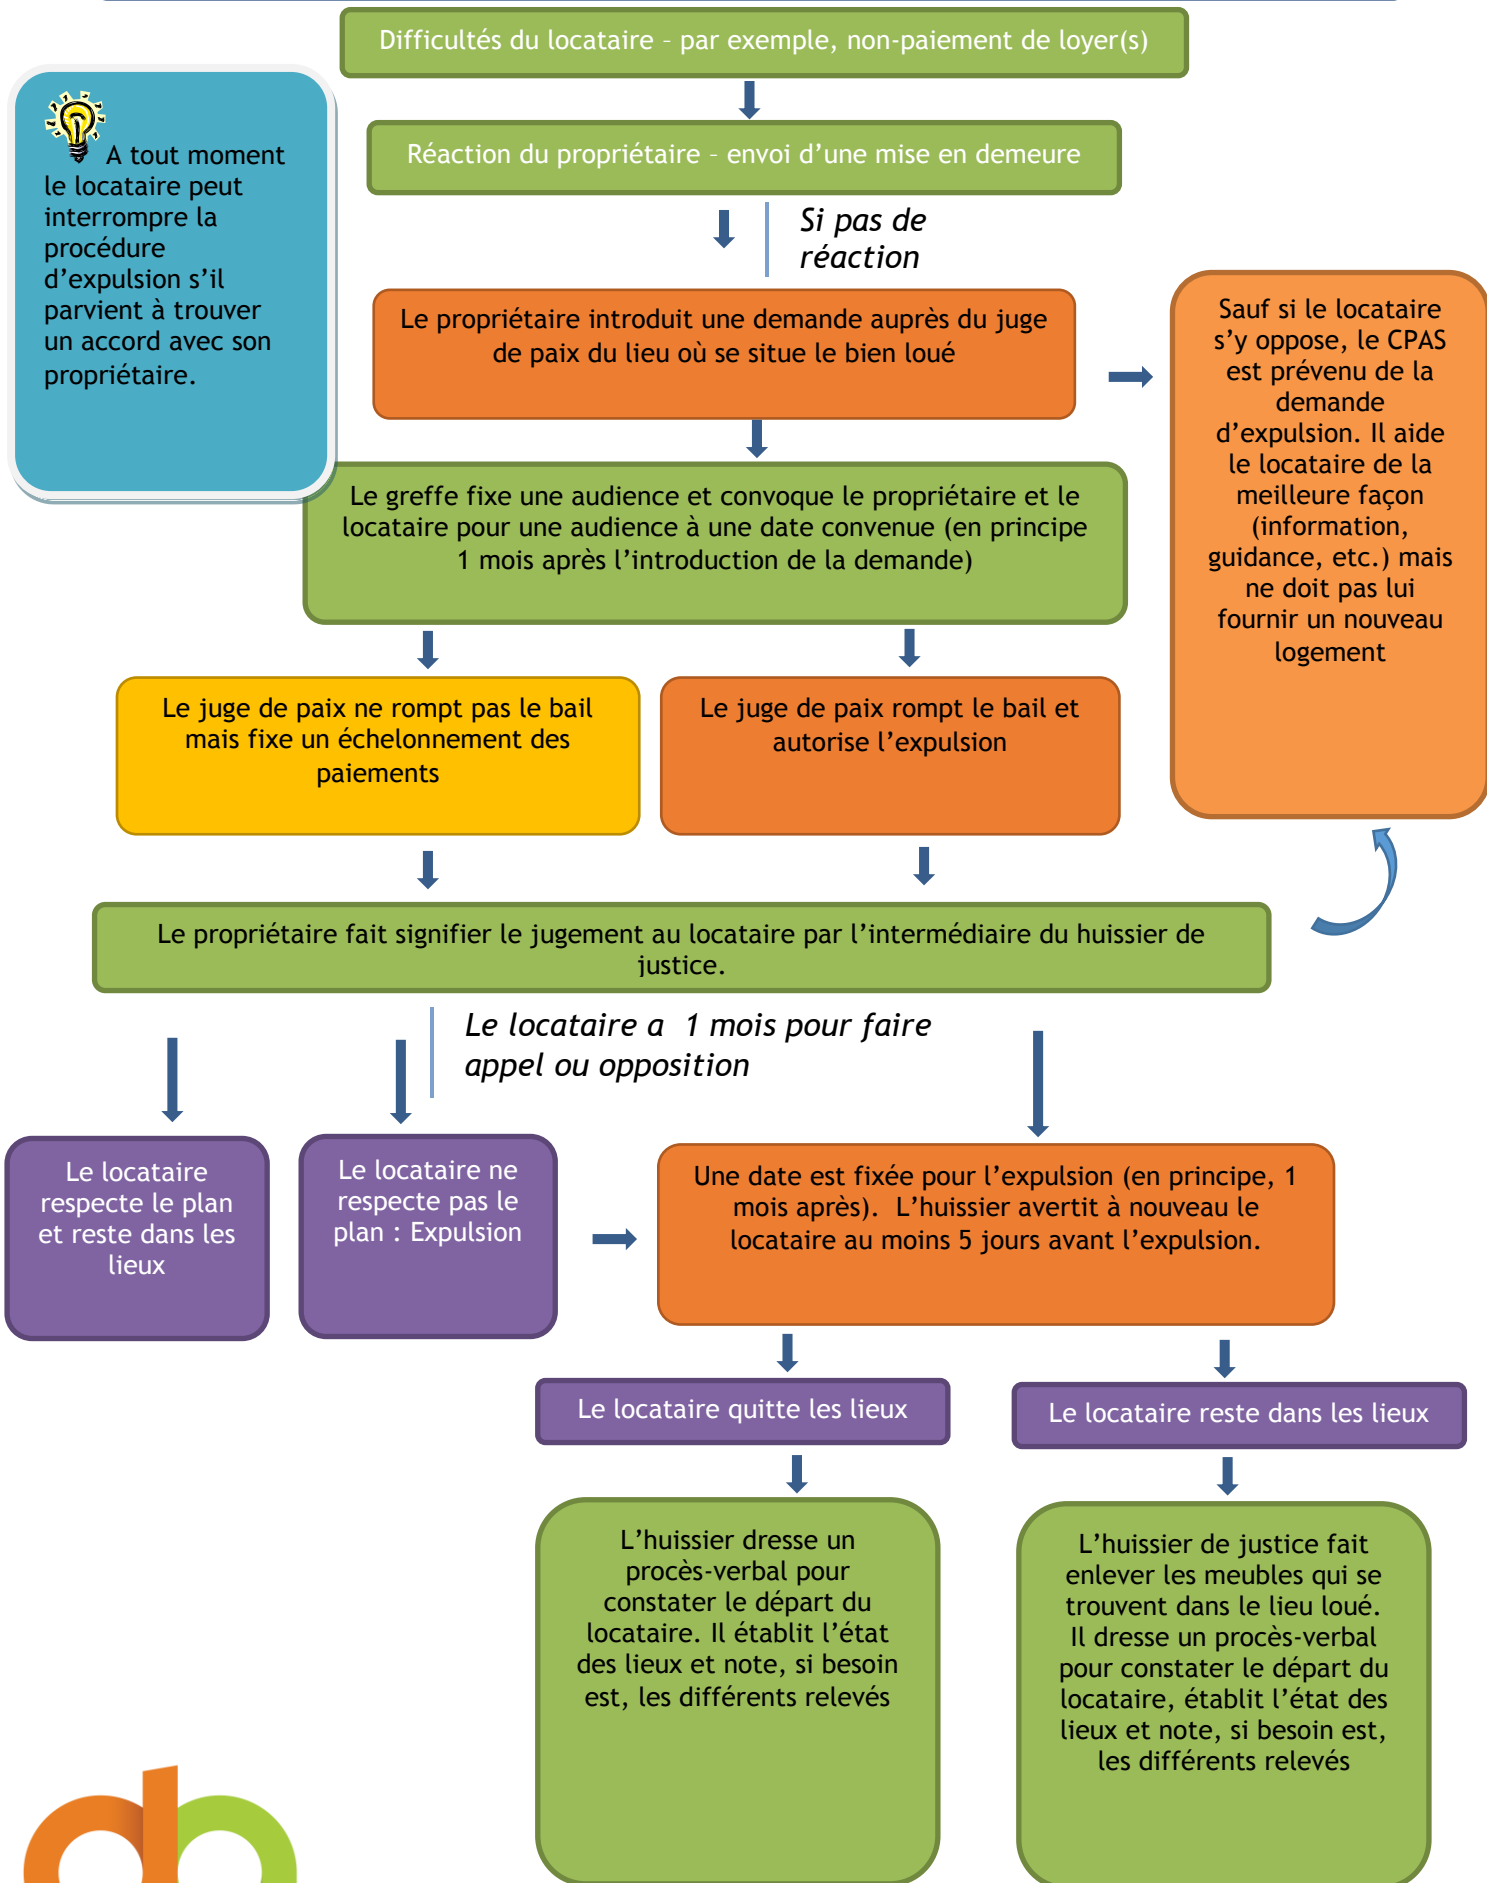 Difficultés du locataire – par exemple, non-paiement de loyer(s)
A tout moment
le locataire peut
interrompre la
procédure
d’expulsion s’il
parvient à trouver
un accord avec son
propriétaire.
Réaction du propriétaire – envoi d’une mise en demeure
Si pas de
réaction
Le propriétaire introduit une demande auprès du juge
de paix du lieu où se situe le bien loué
Sauf si le locataire
s’y oppose, le CPAS
est prévenu de la
demande
d’expulsion. Il aide
le locataire de la
meilleure façon
(information,
guidance, etc.) mais
ne doit pas lui
fournir un nouveau
logement
Le greffe fixe une audience et convoque le propriétaire et le
locataire pour une audience à une date convenue (en principe
1 mois après l’introduction de la demande)
Le juge de paix ne rompt pas le bail
mais fixe un échelonnement des
paiements
Le juge de paix rompt le bail et
autorise l’expulsion
Le propriétaire fait signifier le jugement au locataire par l’intermédiaire du huissier de
justice.
Le locataire a 1 mois pour faire
appel ou opposition
Le locataire
respecte le plan
et reste dans les
lieux
Le locataire ne
respecte pas le
plan : Expulsion
Une date est fixée pour l’expulsion (en principe, 1
mois après). L’huissier avertit à nouveau le
locataire au moins 5 jours avant l’expulsion.
Le locataire quitte les lieux
Le locataire reste dans les lieux
L’huissier dresse un
procès-verbal pour
constater le départ du
locataire. Il établit l’état
des lieux et note, si besoin
est, les différents relevés
L’huissier de justice fait
enlever les meubles qui se
trouvent dans le lieu loué.
Il dresse un procès-verbal
pour constater le départ du
locataire, établit l’état des
lieux et note, si besoin est,
les différents relevés